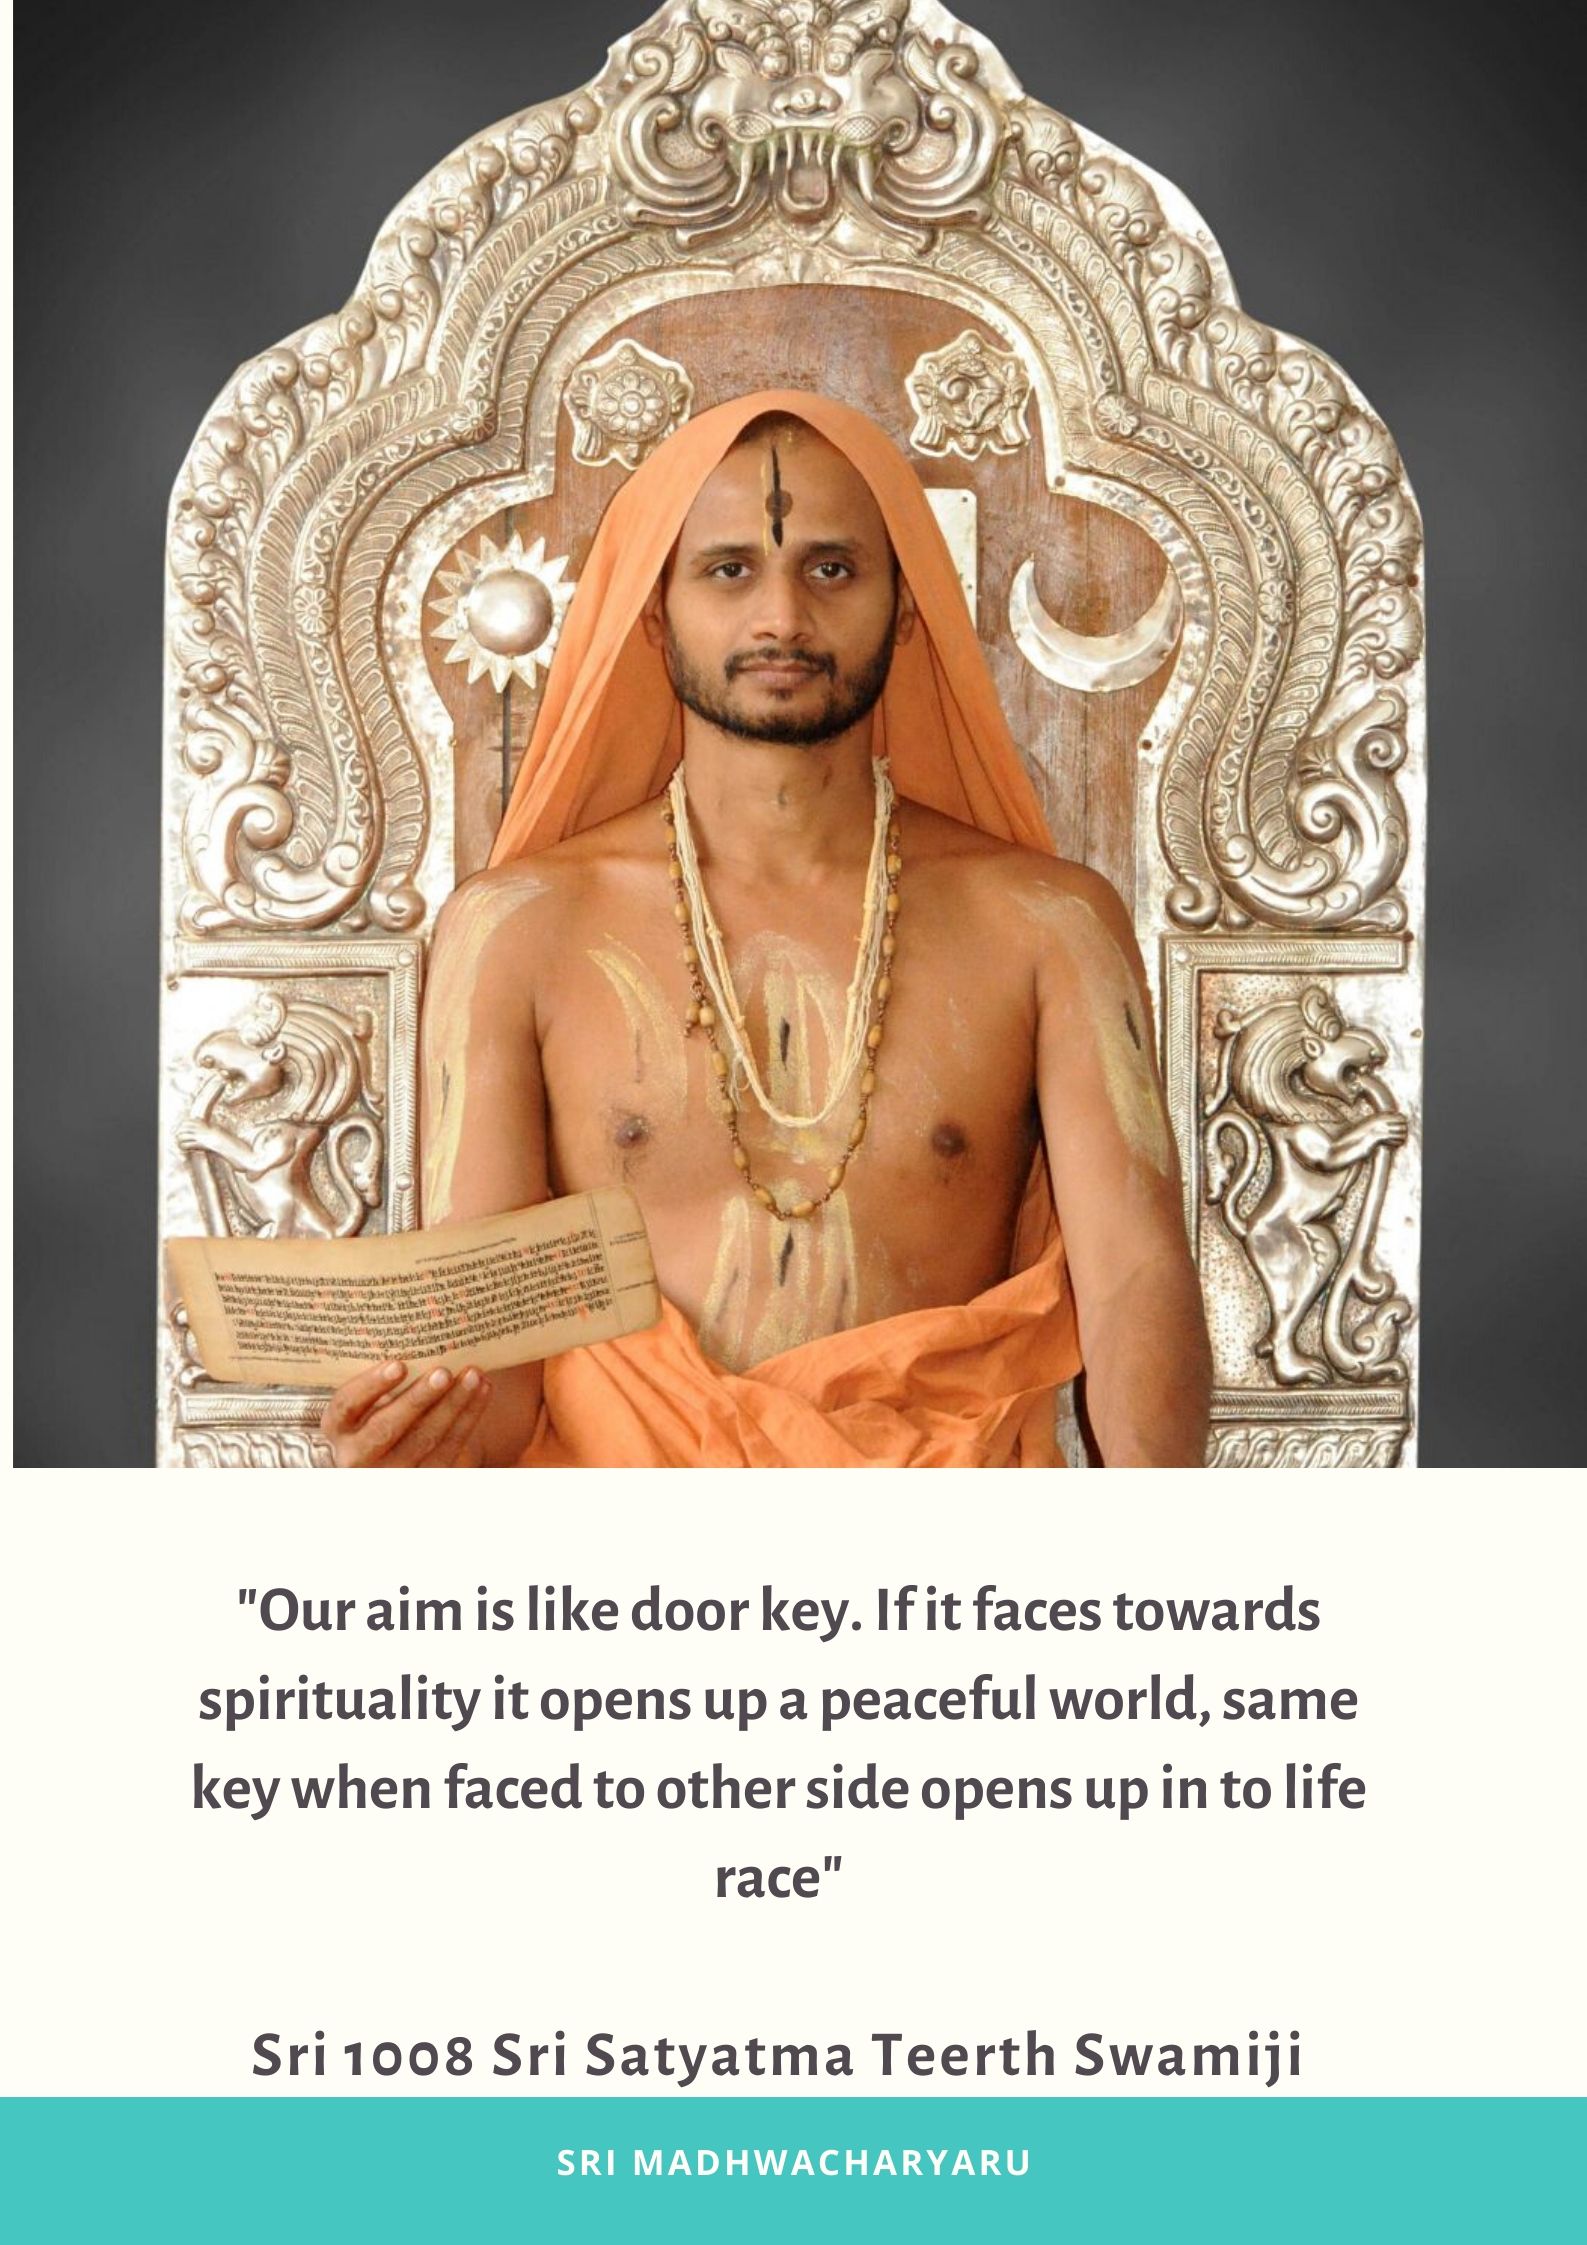 "Our aim is like door key. If it faces towards
spirituality it opens up a peaceful world, same
key when faced to other side opens up in to life
race"
Sri 1008 Sri Satyatma Teerth Swamiji
SRI MADHWACHARYARU